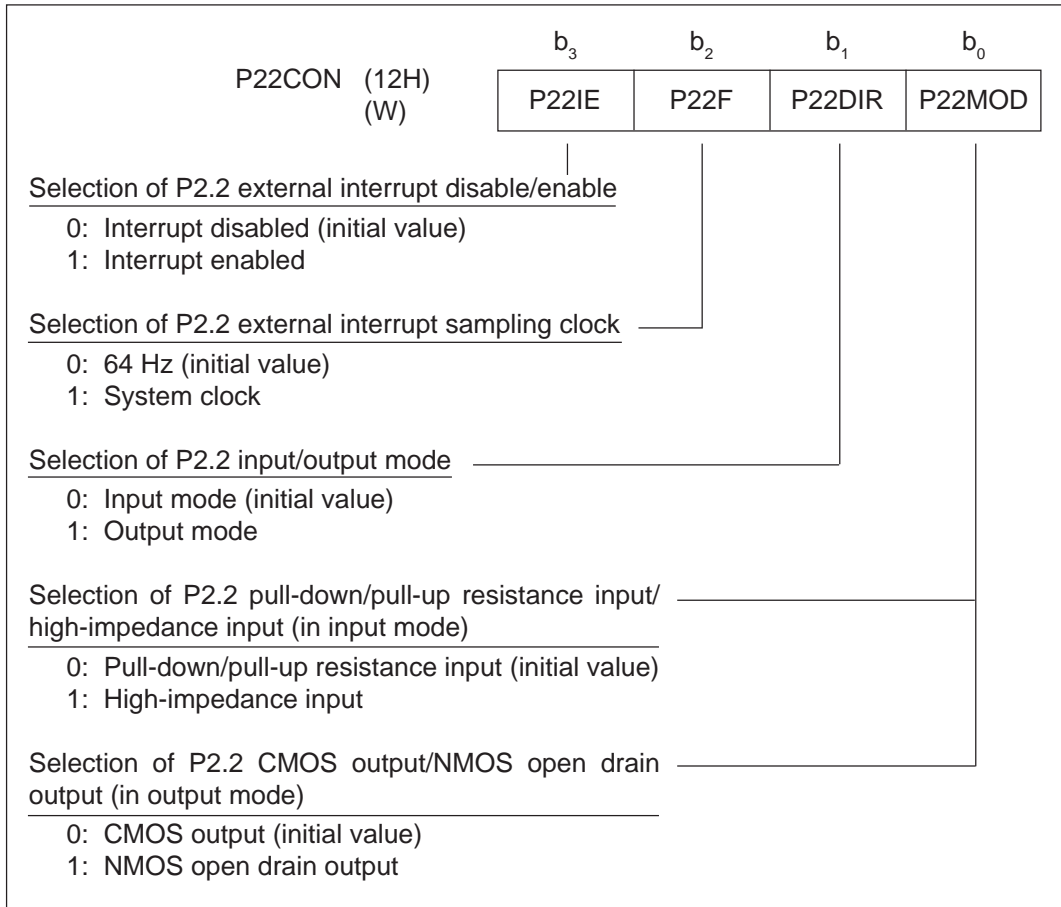 b3 b2 b1 b0
P22CON (12H)
(W)
P22IE P22F P22DIR P22MOD
Selection of P2.2 external interrupt disable/enable
0: Interrupt disabled (initial value)
1: Interrupt enabled
Selection of P2.2 external interrupt sampling clock
0: 64 Hz (initial value)
1: System clock
Selection of P2.2 input/output mode
0: Input mode (initial value)
1: Output mode
Selection of P2.2 pull-down/pull-up resistance input/
high-impedance input (in input mode)
0: Pull-down/pull-up resistance input (initial value)
1: High-impedance input
Selection of P2.2 CMOS output/NMOS open drain
output (in output mode)
0: CMOS output (initial value)
1: NMOS open drain output